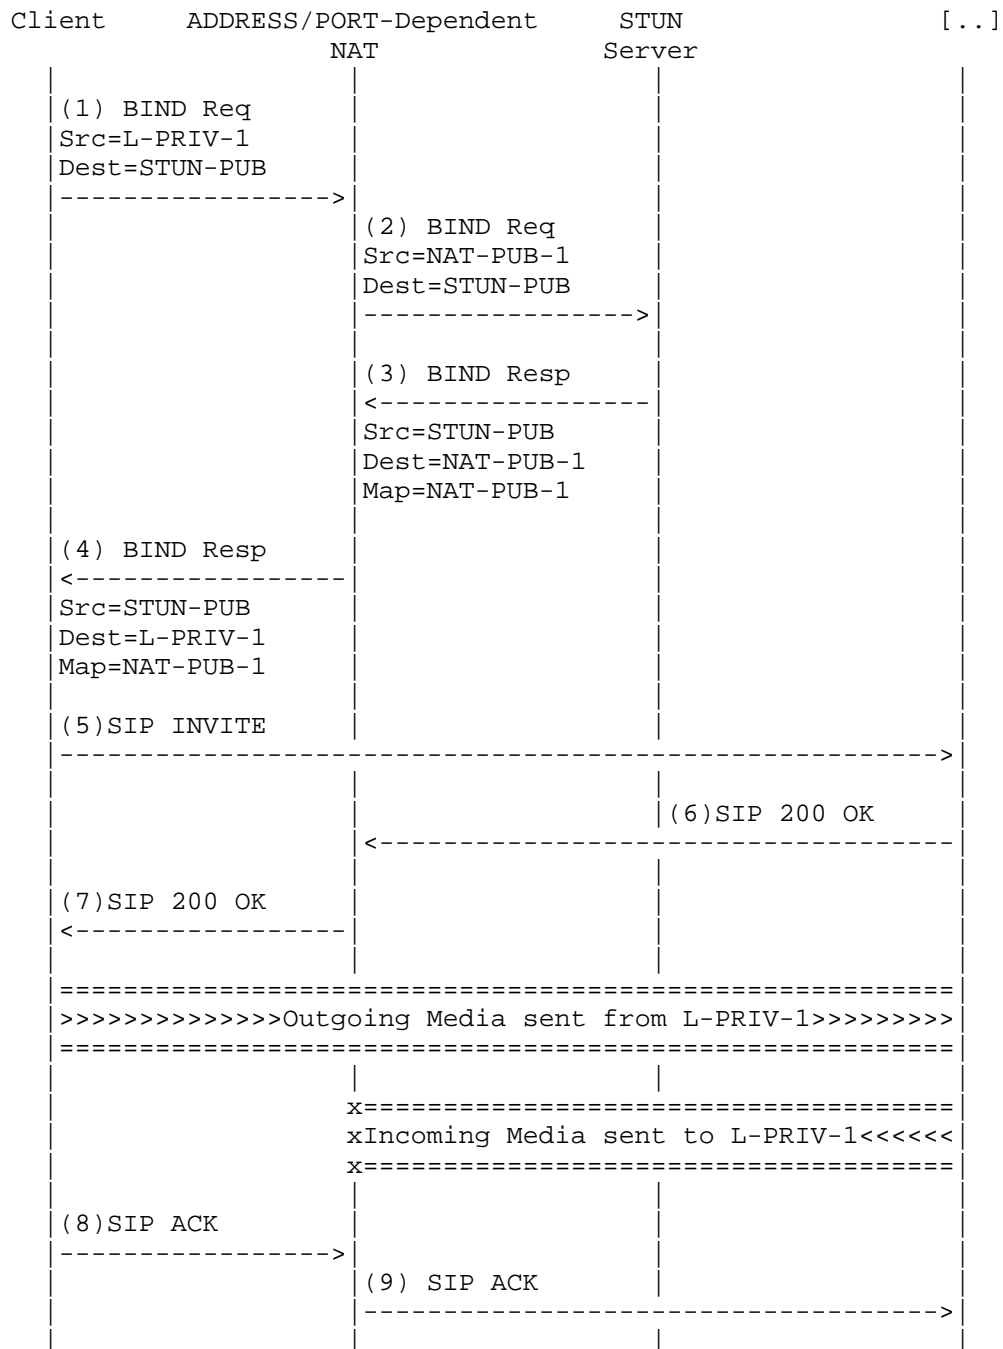 Client     ADDRESS/PORT-Dependent     STUN                [..]
NAT              Server
(1) BIND Req
Src=L-PRIV-1
Dest=STUN-PUB
----------------->
(2) BIND Req
Src=NAT-PUB-1
Dest=STUN-PUB
----------------->
(3) BIND Resp
<-----------------
Src=STUN-PUB
Dest=NAT-PUB-1
Map=NAT-PUB-1
(4) BIND Resp
<-----------------
Src=STUN-PUB
Dest=L-PRIV-1
Map=NAT-PUB-1
(5)SIP INVITE
------------------------------------------------------->
(6)SIP 200 OK
<------------------------------------
(7)SIP 200 OK
<-----------------
========================================================
>>>>>>>>>>>>>>Outgoing Media sent from L-PRIV-1>>>>>>>>>
========================================================
x=====================================
xIncoming Media sent to L-PRIV-1<<<<<<
x=====================================
(8)SIP ACK
----------------->
(9) SIP ACK
------------------------------------>